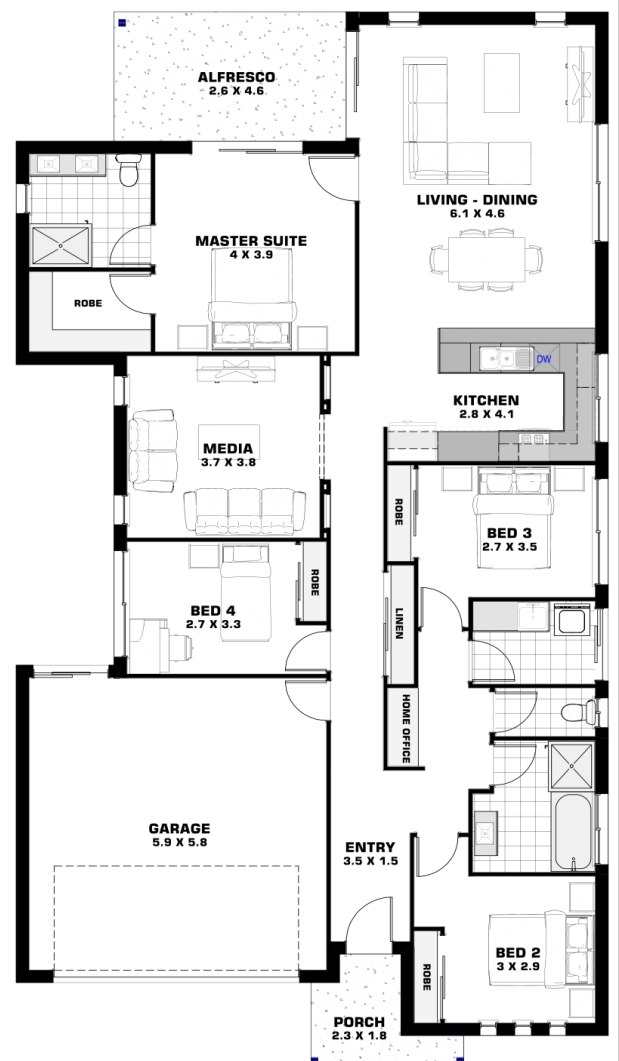 ALFRESCO
2.6 X 4.6
LIVING - DINING
6.1 X 4.6
MASTER SUITE
4 X 3.9
ROBE
DW
KITCHEN
2.8 X 4.1
MEDIA
3.7 X 3.8
ROBE
BED 3
2.7 X 3.5
BED 4
2.7 X 3.3
ROBE
LINEN
HOME OFFICE
GARAGE
5.9 X 5.8
ENTRY
3.5 X 1.5
BED 2
3 X 2.9
ROBE
PORCH
2.3 X 1.8